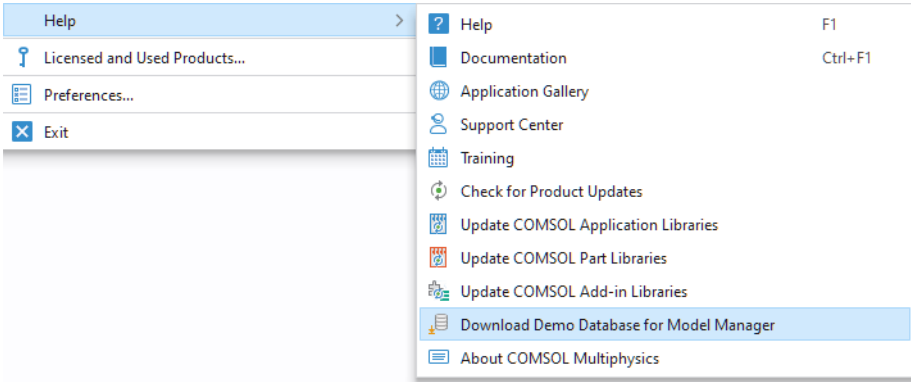 Help
Licensed and Used Products...
Preferences...
Exit
Help F1
Documentation Ctrl+F1
Application Gallery
Support Center
Training
Check for Product Updates
Update COMSOL Application Libraries
Update COMSOL Part Libraries
Update COMSOL Add-in Libraries
Download Demo Database for Model Manager
About COMSOL Multiphysics